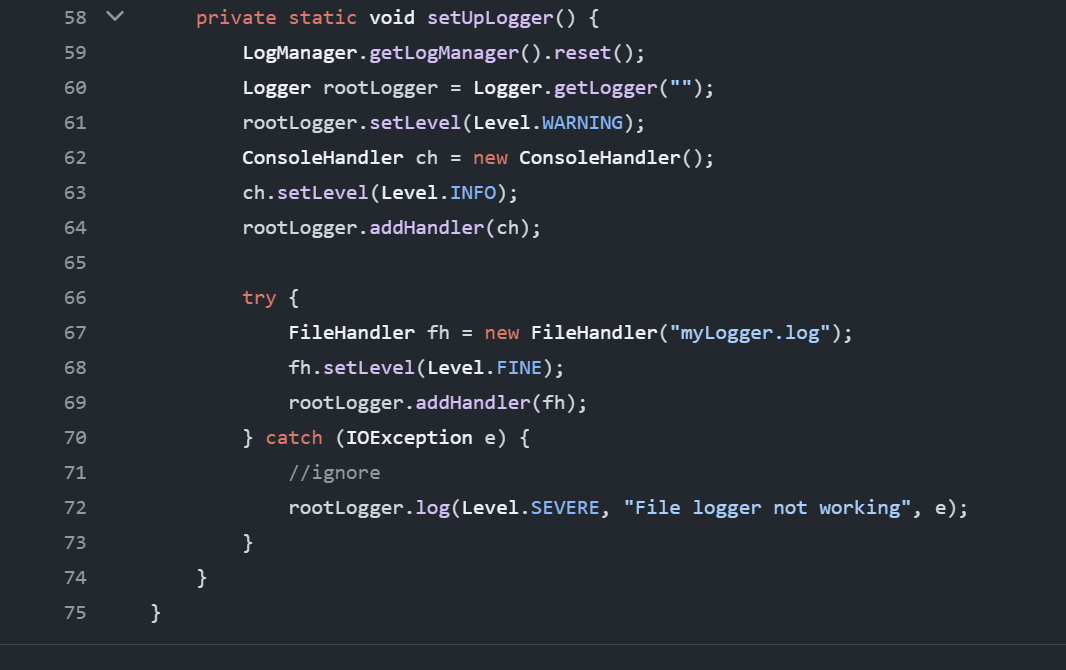 58 private static void setUpLogger() {
59 LogManager.getLogManager().reset();
60 Logger rootLogger = Logger.getLogger("");
61 rootLogger.setLevel(Level.WARNING);
62 ConsoleHandler ch = new ConsoleHandler();
63 ch.setLevel(Level.INFO);
64 rootLogger.addHandler(ch);
65
66 try {
67 FileHandler fh = new FileHandler("myLogger.log");
68 fh.setLevel(Level.FINE);
69 rootLogger.addHandler(fh);
70 } catch (IOException e) {
71 //ignore
72 rootLogger.log(Level.SEVERE, "File logger not working", e);
73 }
74 }
75 }